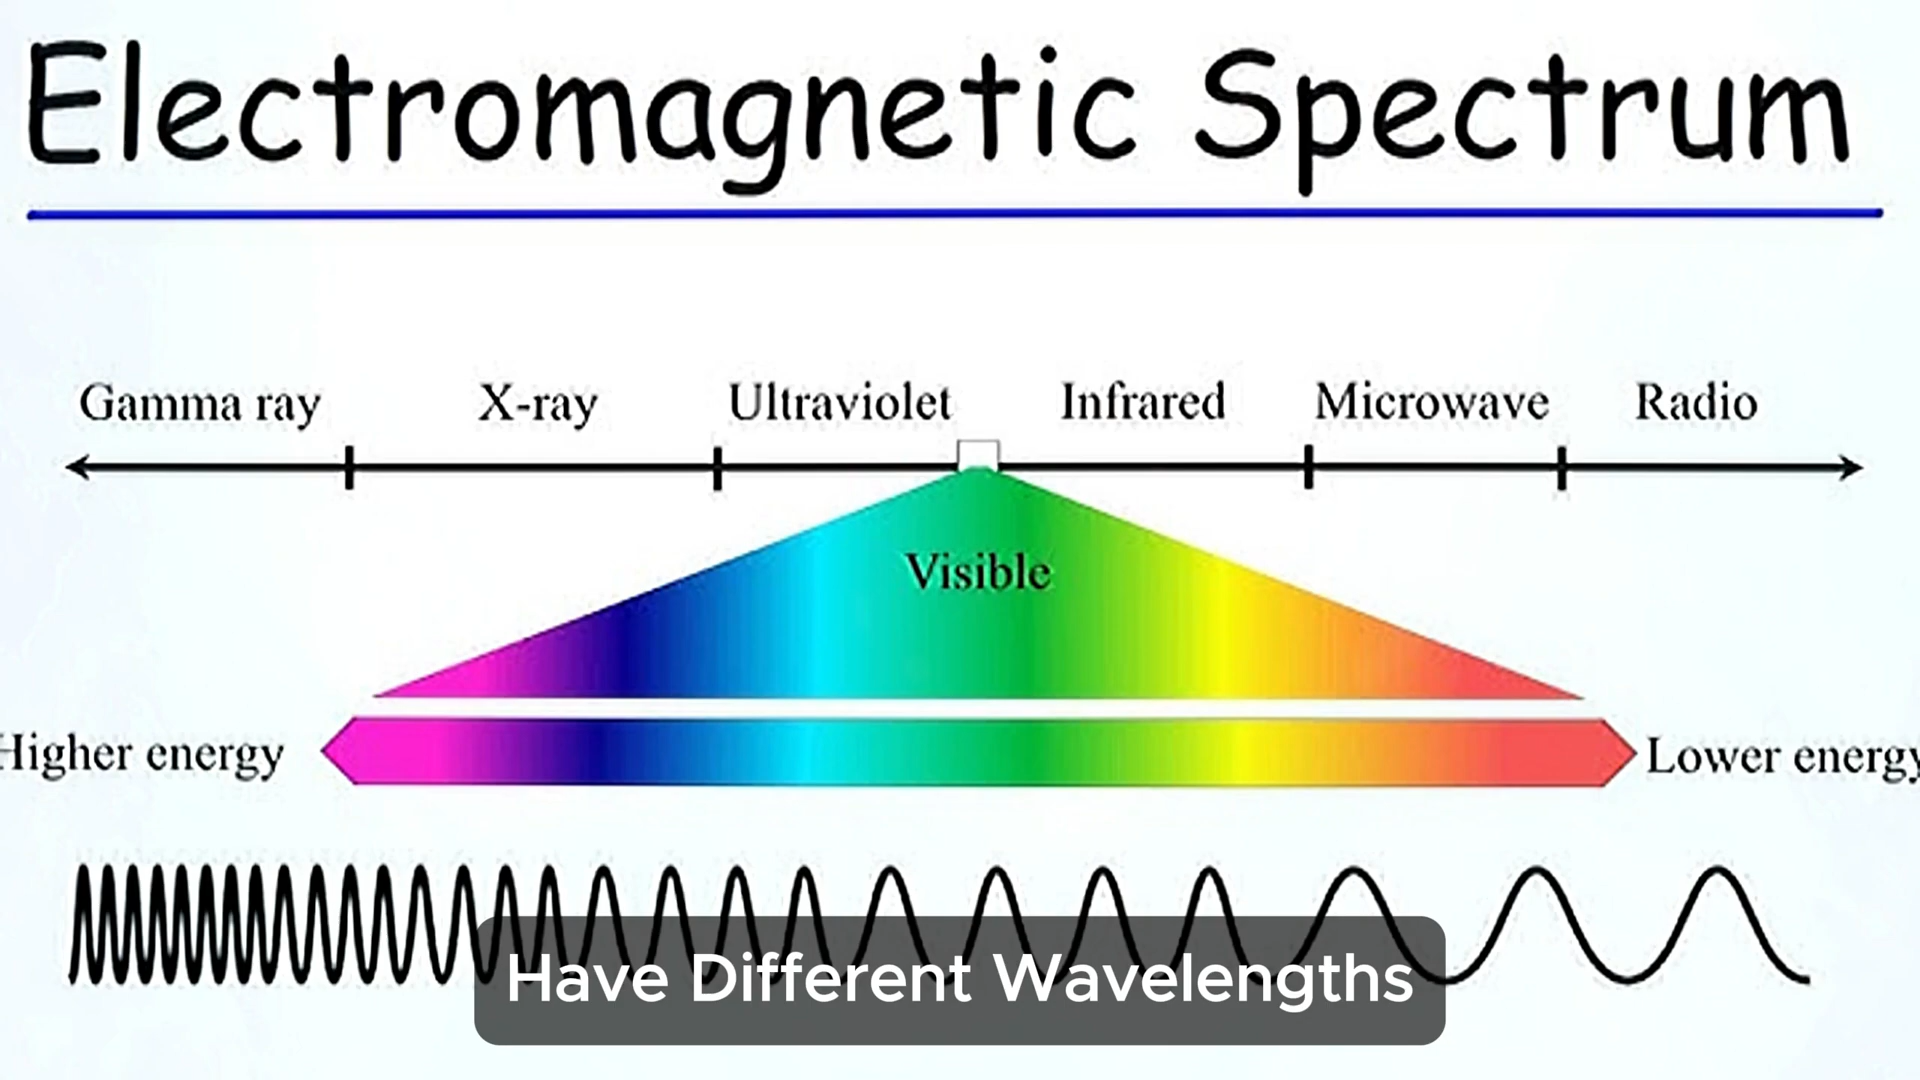 Electromagnetic Spectrum
Gamma ray X-ray Ultraviolet Infrared Microwave Radio
Visible
Higher energy Lower energy
Have Different Wavelengths